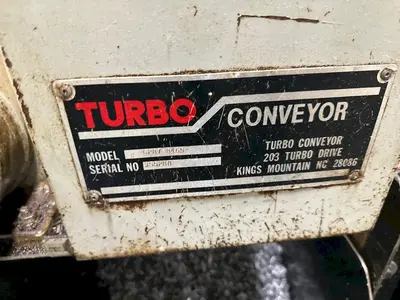 TURBO CONVEYOR
MODEL
SERIAL NO
TURBO CONVEYOR
203 TURBO DRIVE
KINGS MOUNTAIN NC 28086